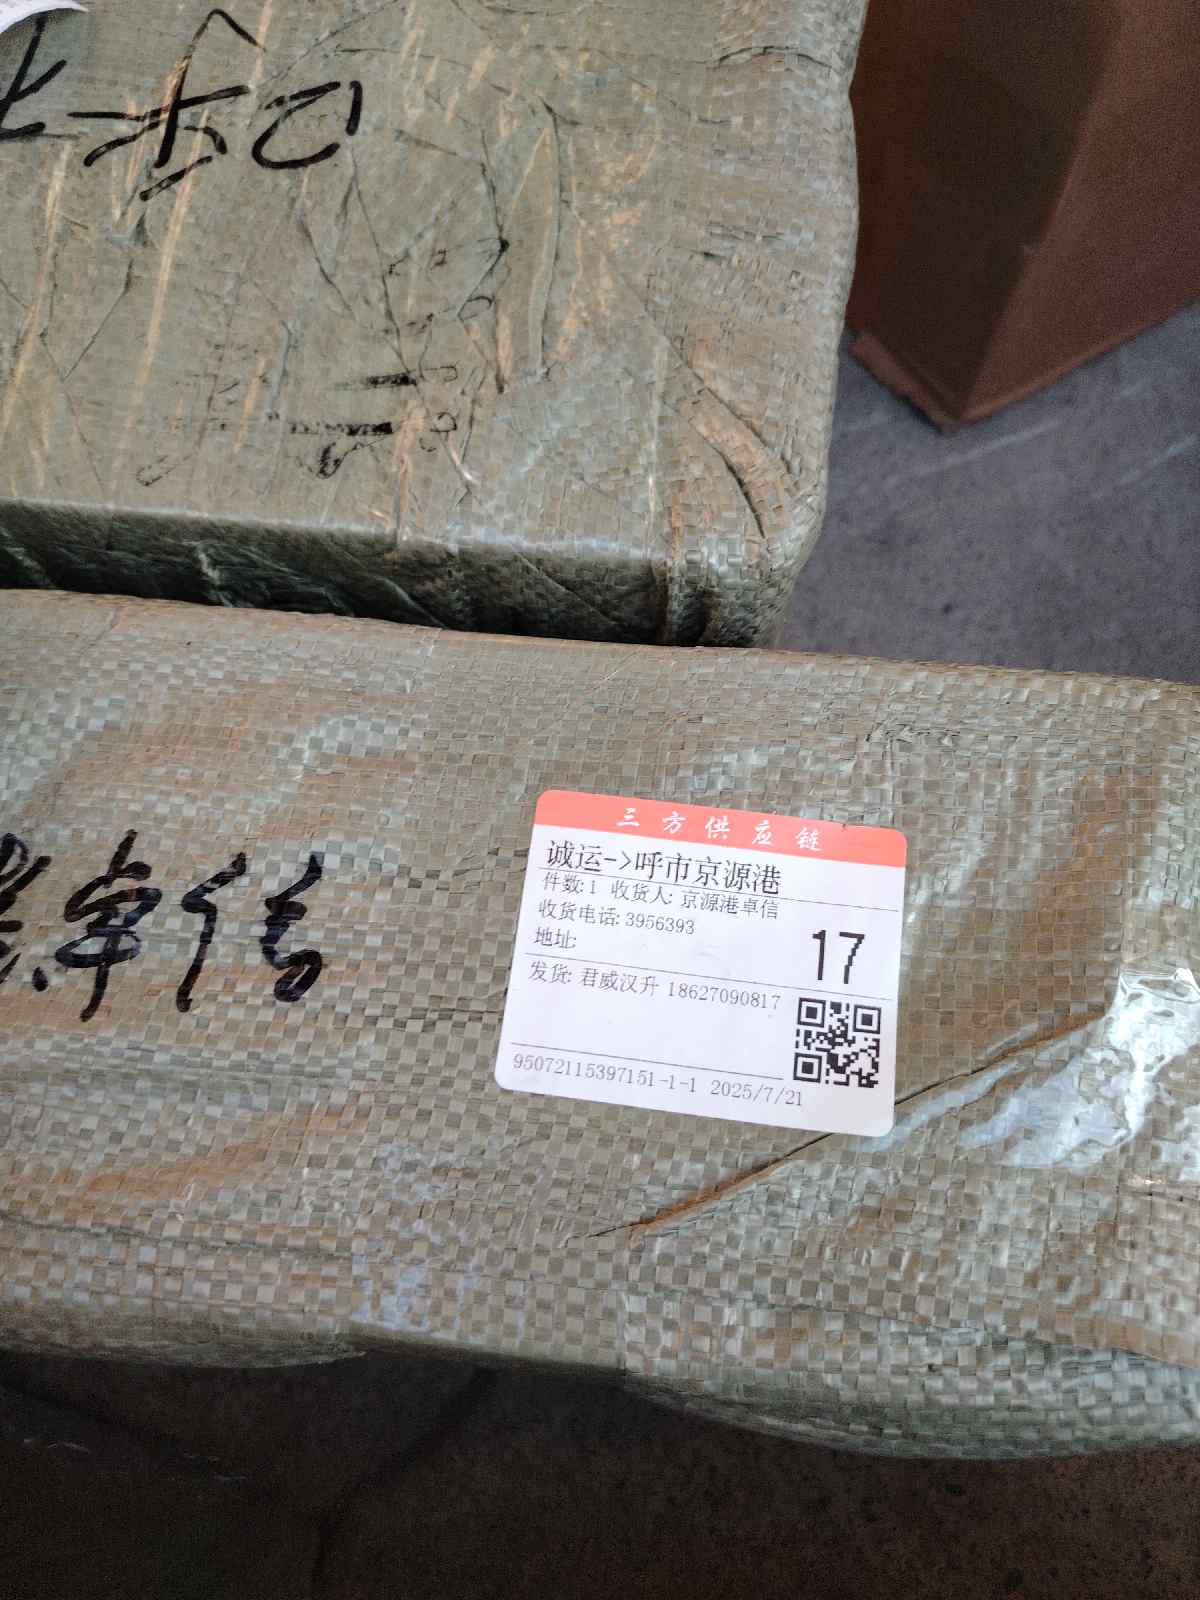 三方供应链
诚运->呼市京源港
件数:1 收货人: 京源港卓信
收货电话: 3956393
地址:
17
发货: 君威汉升 18627090817
95072115397151-1-1 2025/7/21
卓信